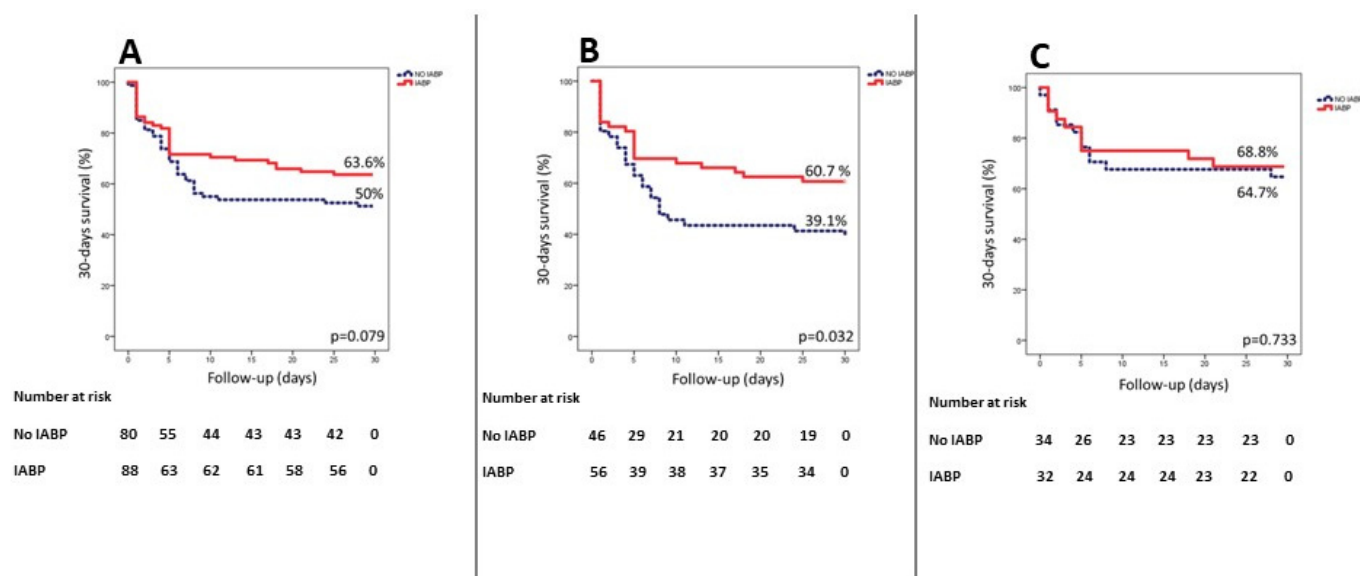 A
NO IABP
IABP
30-days survival (%)
100
80
60
40
20
0
63.6%
50%
p=0.079
0 5 10 15 20 25 30
Follow-up (days)
Number at risk
No IABP 80 55 44 43 43 42 0
IABP 88 63 62 61 58 56 0
B
NO IABP
IABP
30-days survival (%)
100
80
60
40
20
0
60.7 %
39.1%
p=0.032
0 5 10 15 20 25 30
Follow-up (days)
Number at risk
No IABP 46 29 21 20 20 19 0
IABP 56 39 38 37 35 34 0
C
NO IABP
IABP
30-days survival (%)
100
80
60
40
20
0
68.8%
64.7%
p=0.733
0 5 10 15 20 25 30
Follow-up (days)
Number at risk
No IABP 34 26 23 23 23 23 0
IABP 32 24 24 24 23 22 0